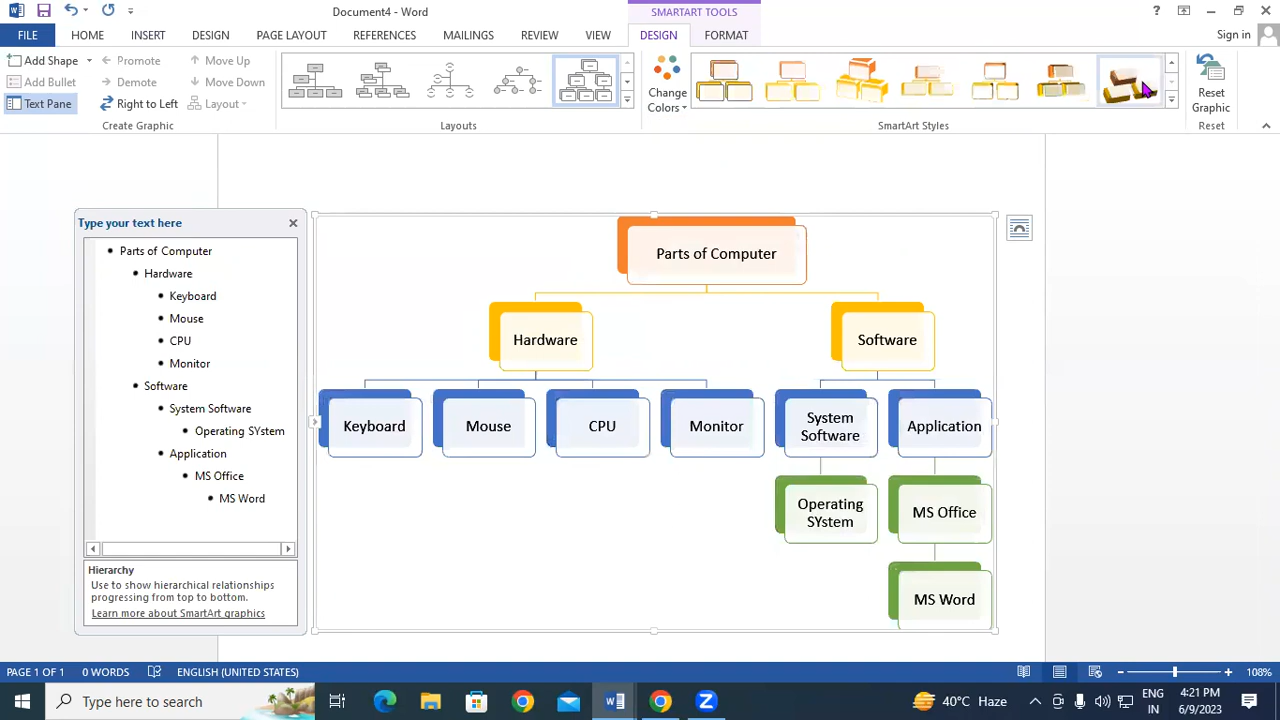 Document4 - Word
SMARTART TOOLS
?
FILE
HOME
INSERT
DESIGN
PAGE LAYOUT
REFERENCES
MAILINGS
REVIEW
VIEW
DESIGN
FORMAT
Sign in
Add Shape
Promote
Move Up
Add Bullet
Demote
Move Down
Text Pane
Right to Left
Layout
Create Graphic
Layouts
Change
Colors
SmartArt Styles
Reset
Graphic
Reset
Type your text here
Parts of Computer
Hardware
Keyboard
Mouse
CPU
Monitor
Software
System Software
Operating SYstem
Application
MS Office
MS Word
Hierarchy
Use to show hierarchical relationships
progressing from top to bottom.
Learn more about SmartArt graphics
Parts of Computer
Hardware
Software
Keyboard
Mouse
CPU
Monitor
System
Software
Application
Operating
SYstem
MS Office
MS Word
PAGE 1 OF 1
0 WORDS
ENGLISH (UNITED STATES)
108%
Type here to search
40°C Haze
ENG
IN
4:21 PM
6/9/2023